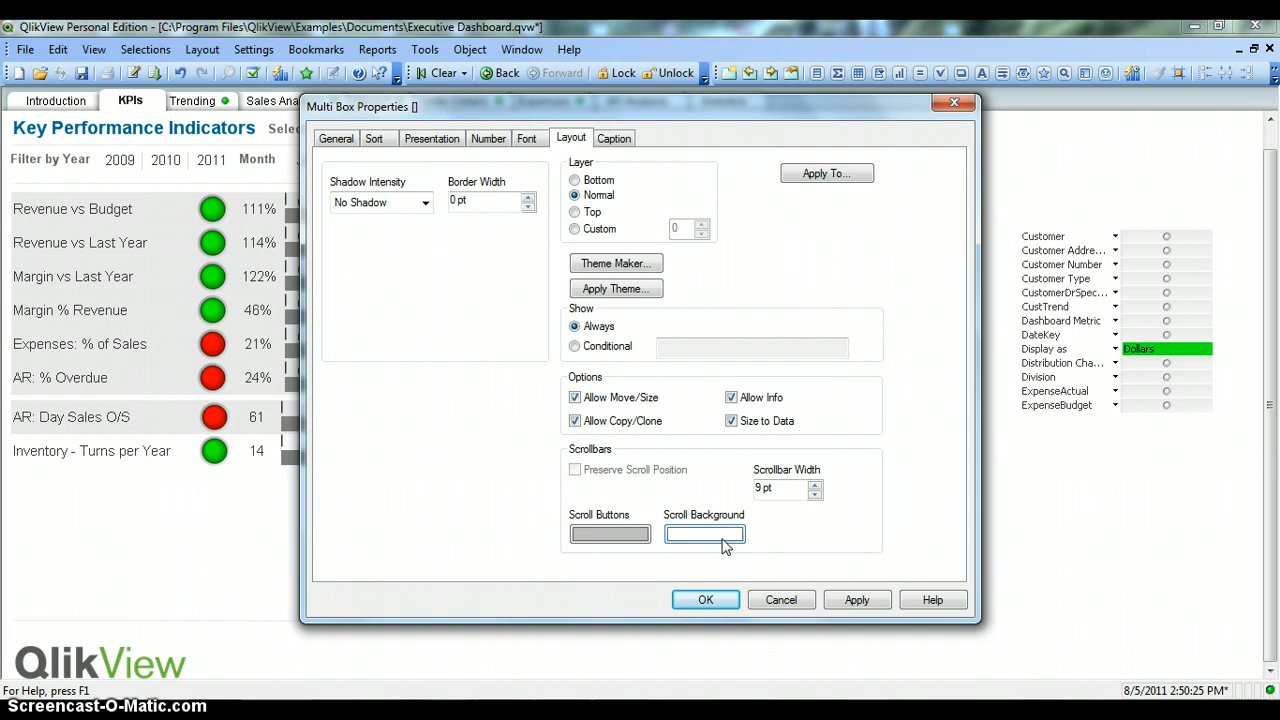 QlikView Personal Edition - [C:\Program Files\QlikView\Examples\Documents\Executive Dashboard.qvw*]
File Edit View Selections Layout Settings Bookmarks Reports Tools Object Window Help
Clear Back Forward Lock Unlock
Introduction KPIs Trending Sales Ana
Key Performance Indicators Selec
Filter by Year 2009 2010 2011 Month
Revenue vs Budget 111%
Revenue vs Last Year 114%
Margin vs Last Year 122%
Margin % Revenue 46%
Expenses: % of Sales 21%
AR: % Overdue 24%
AR: Day Sales O/S 61
Inventory - Turns per Year 14
Multi Box Properties []
General Sort Presentation Number Font Layout Caption
Shadow Intensity Border Width
No Shadow 0 pt
Layer
Bottom
Normal
Top
Custom 0
Apply To...
Theme Maker...
Apply Theme...
Show
Always
Conditional
Options
Allow Move/Size Allow Info
Allow Copy/Clone Size to Data
Scrollbars
Preserve Scroll Position Scrollbar Width
9 pt
Scroll Buttons Scroll Background
OK Cancel Apply Help
Customer
Customer Addre...
Customer Number
Customer Type
CustomerDrSpec...
CustTrend
Dashboard Metric
DateKey
Display as Dollars
Distribution Cha...
Division
ExpenseActual
ExpenseBudget
QlikView
For Help, press F1 8/5/2011 2:50:25 PM*
Screencast-O-Matic.com